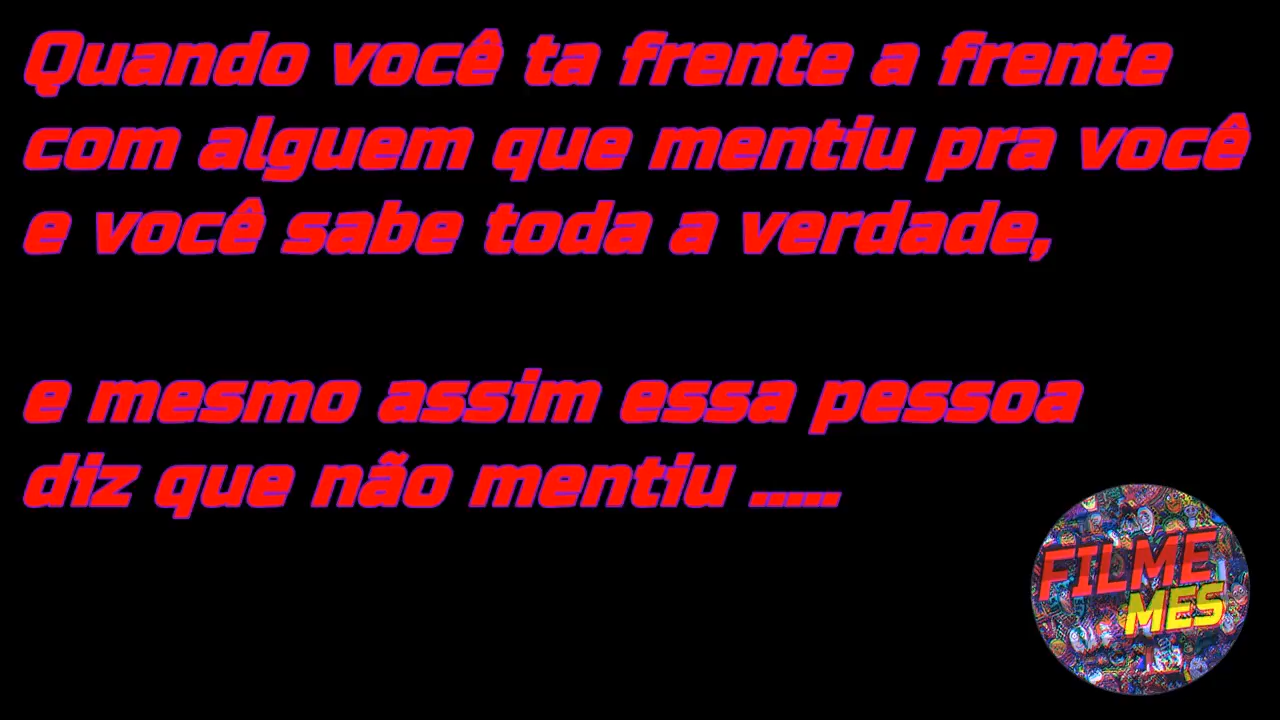 Quando você ta frente a frente
com alguem que mentiu pra você
e você sabe toda a verdade,
e mesmo assim essa pessoa
diz que não mentiu .....
FILME
MES